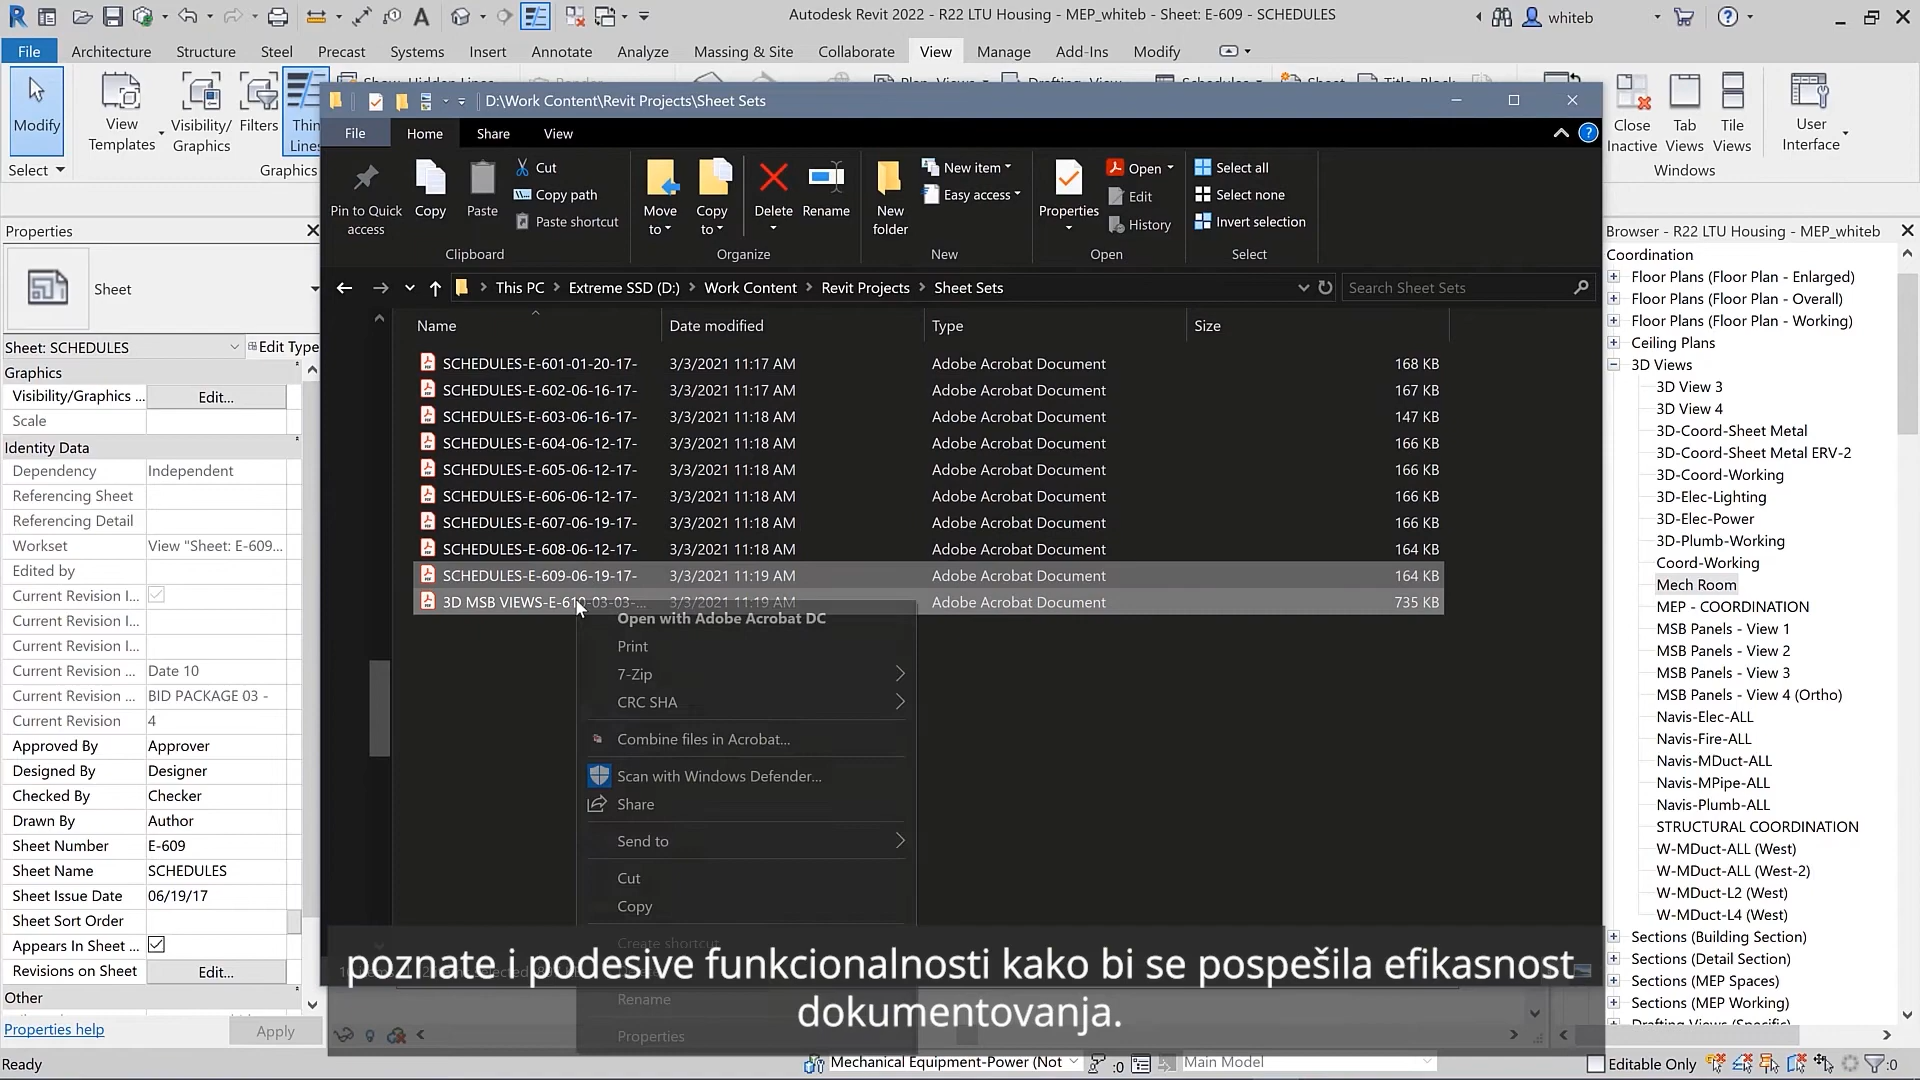 Autodesk Revit 2022 - R22 LTU Housing - MEP_whiteb - Sheet: E-609 - SCHEDULES
whiteb
File Architecture Structure Steel Precast Systems Insert Annotate Analyze Massing & Site Collaborate View Manage Add-Ins Modify
Modify
View Templates
Visibility/ Graphics
Filters
Thin Lines
Close Inactive
Tab Views
Tile Views
User Interface
Select
Graphics
Windows
D:\Work Content\Revit Projects\Sheet Sets
File Home Share View
Pin to Quick access
Copy
Paste
Cut
Copy path
Paste shortcut
Move to
Copy to
Delete
Rename
New folder
New item
Easy access
Properties
Open
Edit
History
Select all
Select none
Invert selection
Clipboard Organize New Open Select
This PC Extreme SSD (D:) Work Content Revit Projects Sheet Sets
Search Sheet Sets
Name Date modified Type Size
SCHEDULES-E-601-01-20-17- 3/3/2021 11:17 AM Adobe Acrobat Document 168 KB
SCHEDULES-E-602-06-16-17- 3/3/2021 11:17 AM Adobe Acrobat Document 167 KB
SCHEDULES-E-603-06-16-17- 3/3/2021 11:18 AM Adobe Acrobat Document 147 KB
SCHEDULES-E-604-06-12-17- 3/3/2021 11:18 AM Adobe Acrobat Document 166 KB
SCHEDULES-E-605-06-12-17- 3/3/2021 11:18 AM Adobe Acrobat Document 166 KB
SCHEDULES-E-606-06-12-17- 3/3/2021 11:18 AM Adobe Acrobat Document 166 KB
SCHEDULES-E-607-06-19-17- 3/3/2021 11:18 AM Adobe Acrobat Document 166 KB
SCHEDULES-E-608-06-12-17- 3/3/2021 11:18 AM Adobe Acrobat Document 164 KB
SCHEDULES-E-609-06-19-17- 3/3/2021 11:19 AM Adobe Acrobat Document 164 KB
3D MSB VIEWS-E-610-03-03-... 3/3/2021 11:19 AM Adobe Acrobat Document 735 KB
Open with Adobe Acrobat DC
Print
7-Zip
CRC SHA
Combine files in Acrobat...
Scan with Windows Defender...
Share
Send to
Cut
Copy
Create shortcut
Rename
Properties
Properties
Sheet
Sheet: SCHEDULES Edit Type
Graphics
Visibility/Graphics ... Edit...
Scale
Identity Data
Dependency Independent
Referencing Sheet
Referencing Detail
Workset View "Sheet: E-609...
Edited by
Current Revision I...
Current Revision ...
Current Revision ...
Current Revision ... Date 10
Current Revision ... BID PACKAGE 03 -
Current Revision 4
Approved By Approver
Designed By Designer
Checked By Checker
Drawn By Author
Sheet Number E-609
Sheet Name SCHEDULES
Sheet Issue Date 06/19/17
Sheet Sort Order
Appears In Sheet ...
Revisions on Sheet Edit...
Other
Properties help Apply
Browser - R22 LTU Housing - MEP_whiteb
Coordination
Floor Plans (Floor Plan - Enlarged)
Floor Plans (Floor Plan - Overall)
Floor Plans (Floor Plan - Working)
Ceiling Plans
3D Views
3D View 3
3D View 4
3D-Coord-Sheet Metal
3D-Coord-Sheet Metal ERV-2
3D-Coord-Working
3D-Elec-Lighting
3D-Elec-Power
3D-Plumb-Working
Coord-Working
Mech Room
MEP - COORDINATION
MSB Panels - View 1
MSB Panels - View 2
MSB Panels - View 3
MSB Panels - View 4 (Ortho)
Navis-Elec-ALL
Navis-Fire-ALL
Navis-MDuct-ALL
Navis-MPipe-ALL
Navis-Plumb-ALL
STRUCTURAL COORDINATION
W-MDuct-ALL (West)
W-MDuct-ALL (West-2)
W-MDuct-L2 (West)
W-MDuct-L4 (West)
Sections (Building Section)
Sections (Detail Section)
Sections (MEP Spaces)
Sections (MEP Working)
poznate i podesive funkcionalnosti kako bi se pospešila efikasnost
dokumentovanja.
Ready
Mechanical Equipment-Power (Not
:0
Main Model
Editable Only
:0